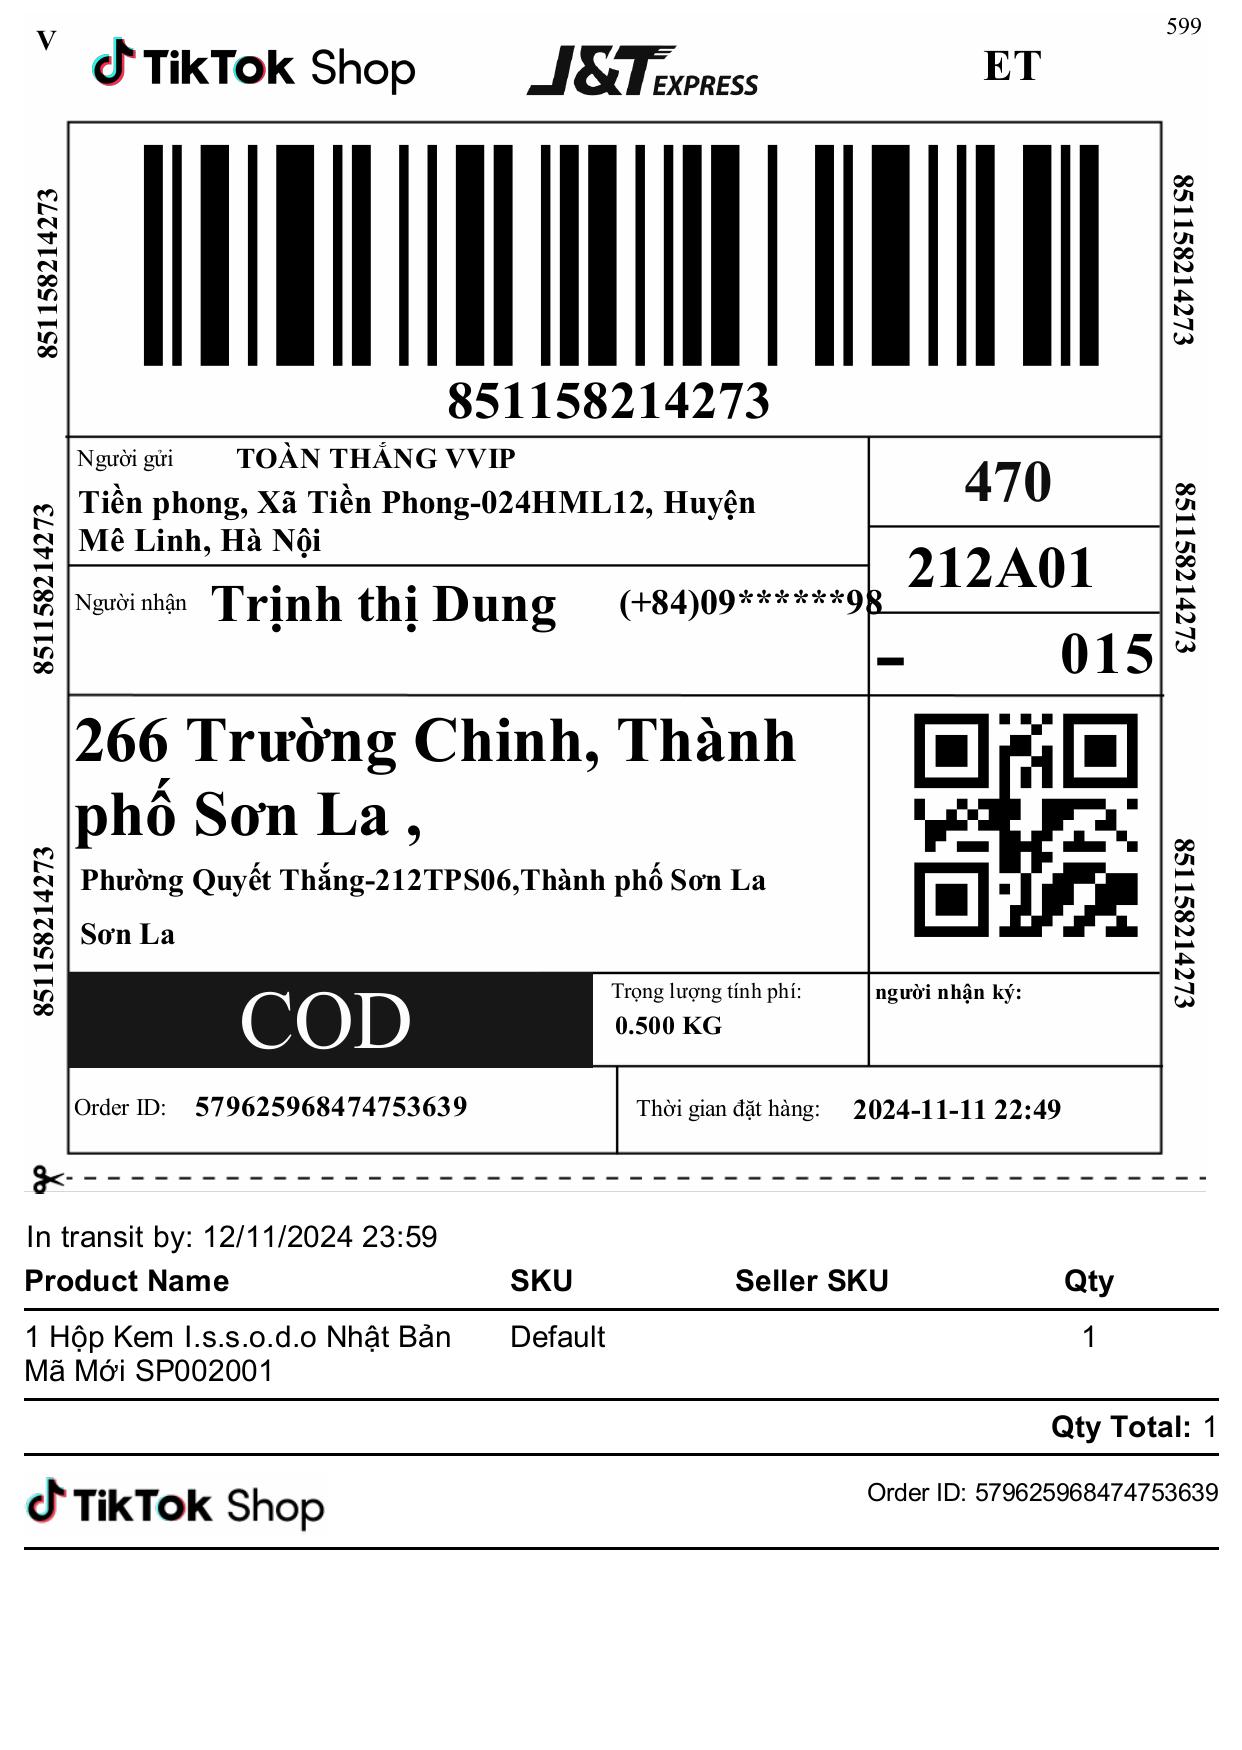 599
V
TikTok Shop
J&T EXPRESS
ET
851158214273
851158214273
851158214273
Người gửi TOÀN THẮNG VVIP
Tiền phong, Xã Tiền Phong-024HML12, Huyện
Mê Linh, Hà Nội
470
212A01
- 015
851158214273
851158214273
Người nhận Trịnh thị Dung (+84)09******98
266 Trường Chinh, Thành
phố Sơn La ,
Phường Quyết Thắng-212TPS06,Thành phố Sơn La
Sơn La
851158214273
851158214273
COD
Trọng lượng tính phí:
0.500 KG
người nhận ký:
Order ID: 579625968474753639
Thời gian đặt hàng: 2024-11-11 22:49
In transit by: 12/11/2024 23:59
Product Name SKU Seller SKU Qty
1 Hộp Kem I.s.s.o.d.o Nhật Bản Default 1
Mã Mới SP002001
Qty Total: 1
TikTok Shop
Order ID: 579625968474753639